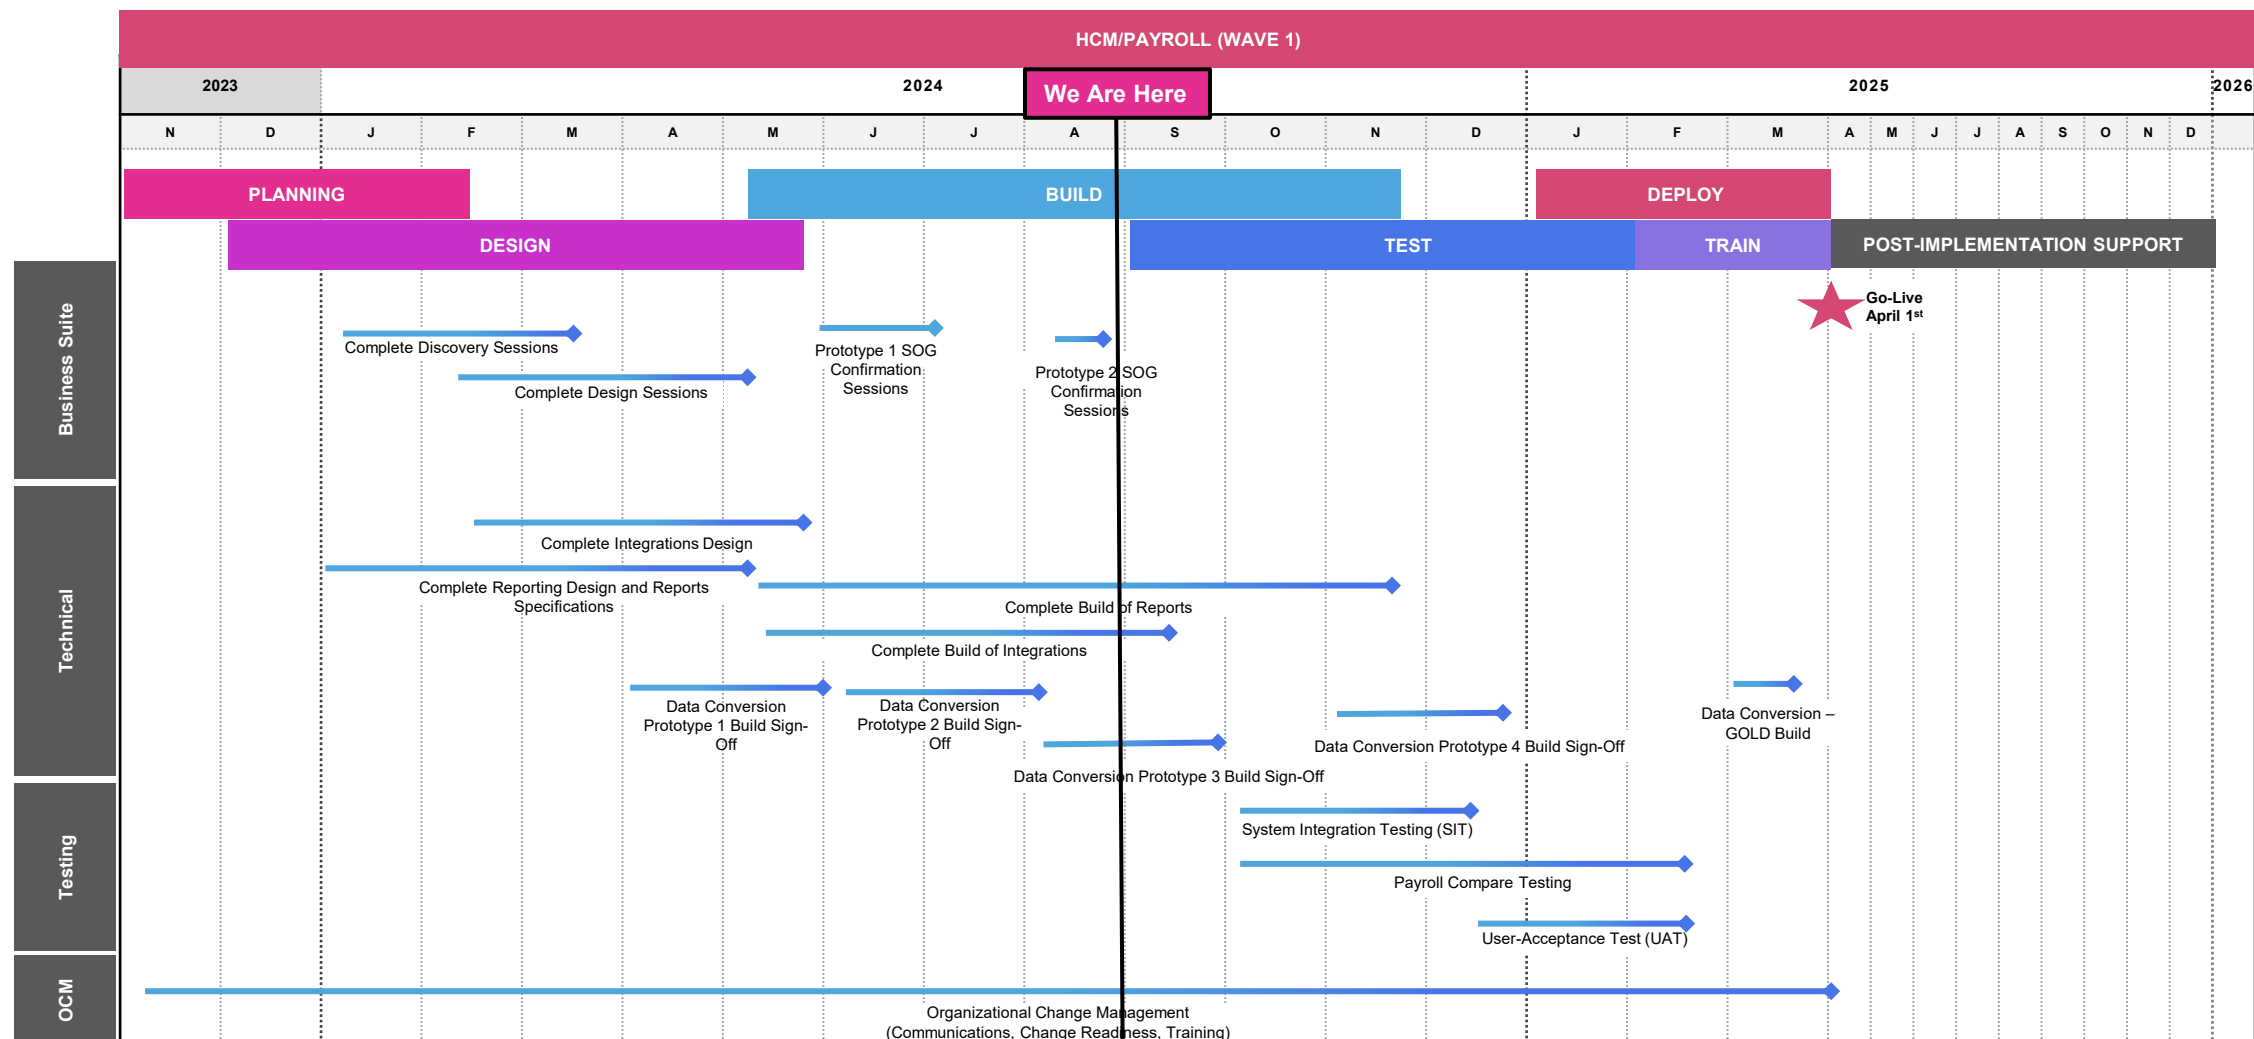 HCM/PAYROLL (WAVE 1)
2023
2024
We Are Here
2025
2026
N D J F M A M J J A S O N D J F M A M J J A S O N D
PLANNING
BUILD
DEPLOY
DESIGN
TEST
TRAIN
POST-IMPLEMENTATION SUPPORT
Business Suite
Go-Live
April 1st
Complete Discovery Sessions
Complete Design Sessions
Prototype 1 SOG
Confirmation
Sessions
Prototype 2 SOG
Confirmation
Sessions
Technical
Complete Integrations Design
Complete Reporting Design and Reports
Specifications
Complete Build of Reports
Complete Build of Integrations
Data Conversion
Prototype 1 Build Sign-
Off
Data Conversion
Prototype 2 Build Sign-
Off
Data Conversion Prototype 3 Build Sign-Off
Data Conversion Prototype 4 Build Sign-Off
Data Conversion –
GOLD Build
Testing
System Integration Testing (SIT)
Payroll Compare Testing
User-Acceptance Test (UAT)
OCM
Organizational Change Management
(Communications, Change Readiness, Training)